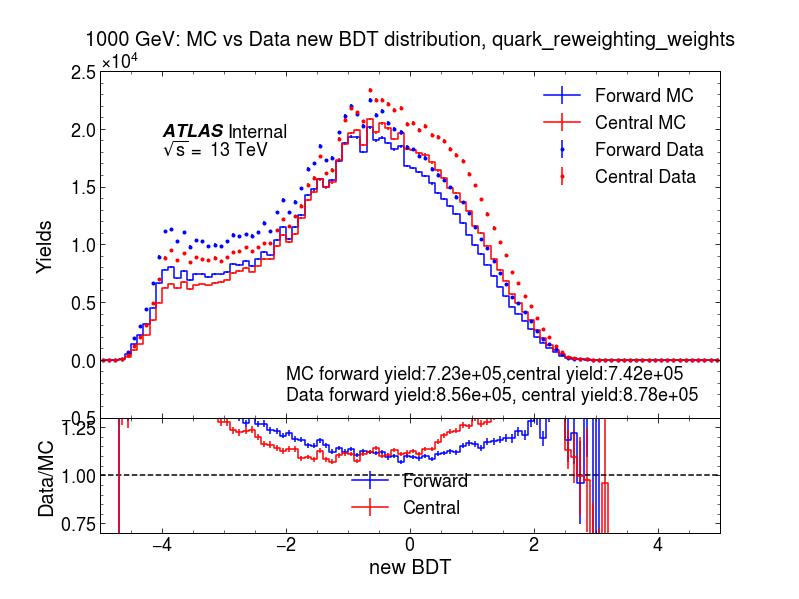 1000 GeV: MC vs Data new BDT distribution, quark_reweighting_weights
×10⁴
2.5
2.0
1.5
1.0
0.5
0.0
0.5
Yields
ATLAS Internal
√s = 13 TeV
Forward MC
Central MC
Forward Data
Central Data
MC forward yield:7.23e+05,central yield:7.42e+05
Data forward yield:8.56e+05, central yield:8.78e+05
1.25
1.00
0.75
Data/MC
Forward
Central
−4 −2 0 2 4
new BDT